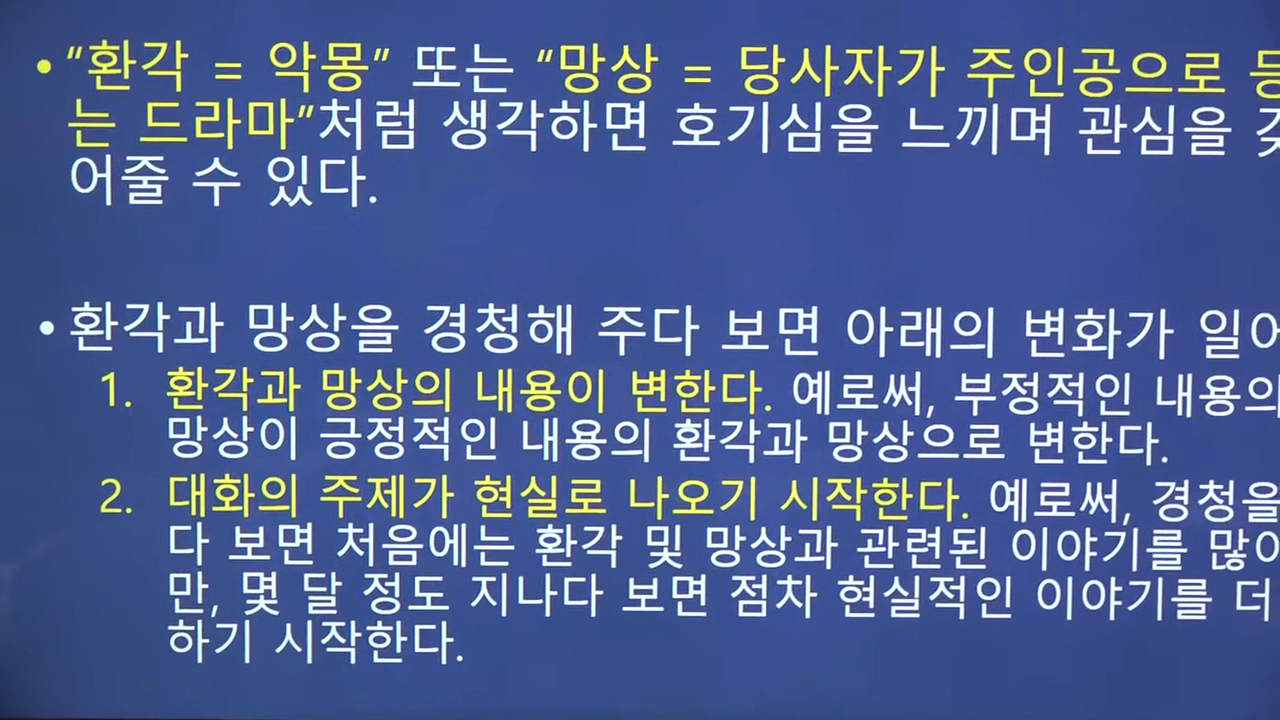 • “환각 = 악몽” 또는 “망상 = 당사자가 주인공으로
는 드라마”처럼 생각하면 호기심을 느끼며 관심을
어줄 수 있다.
• 환각과 망상을 경청해 주다 보면 아래의 변화가
1. 환각과 망상의 내용이 변한다. 예로써, 부정적인 내용의
망상이 긍정적인 내용의 환각과 망상으로 변한다.
2. 대화의 주제가 현실로 나오기 시작한다. 예로써, 경청을
다 보면 처음에는 환각 및 망상과 관련된 이야기를
만, 몇 달 정도 지나다 보면 점차 현실적인 이야기를 더
하기 시작한다.